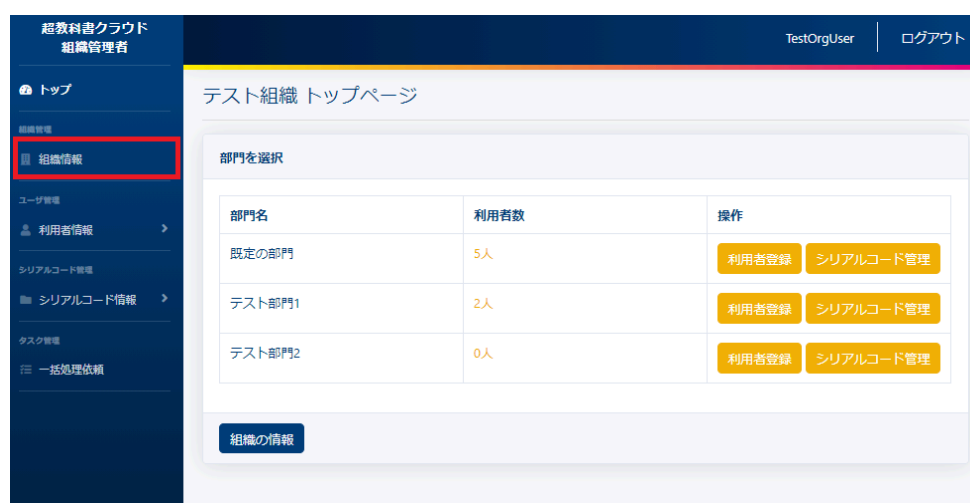 超教科書クラウド
組織管理者
TestOrgUser
ログアウト
トップ
組織管理
組織情報
ユーザ管理
利用者情報
シリアルコード管理
シリアルコード情報
タスク管理
一括処理依頼
テスト組織 トップページ
部門を選択
部門名 利用者数 操作
既定の部門 5人 利用者登録 シリアルコード管理
テスト部門1 2人 利用者登録 シリアルコード管理
テスト部門2 0人 利用者登録 シリアルコード管理
組織の情報